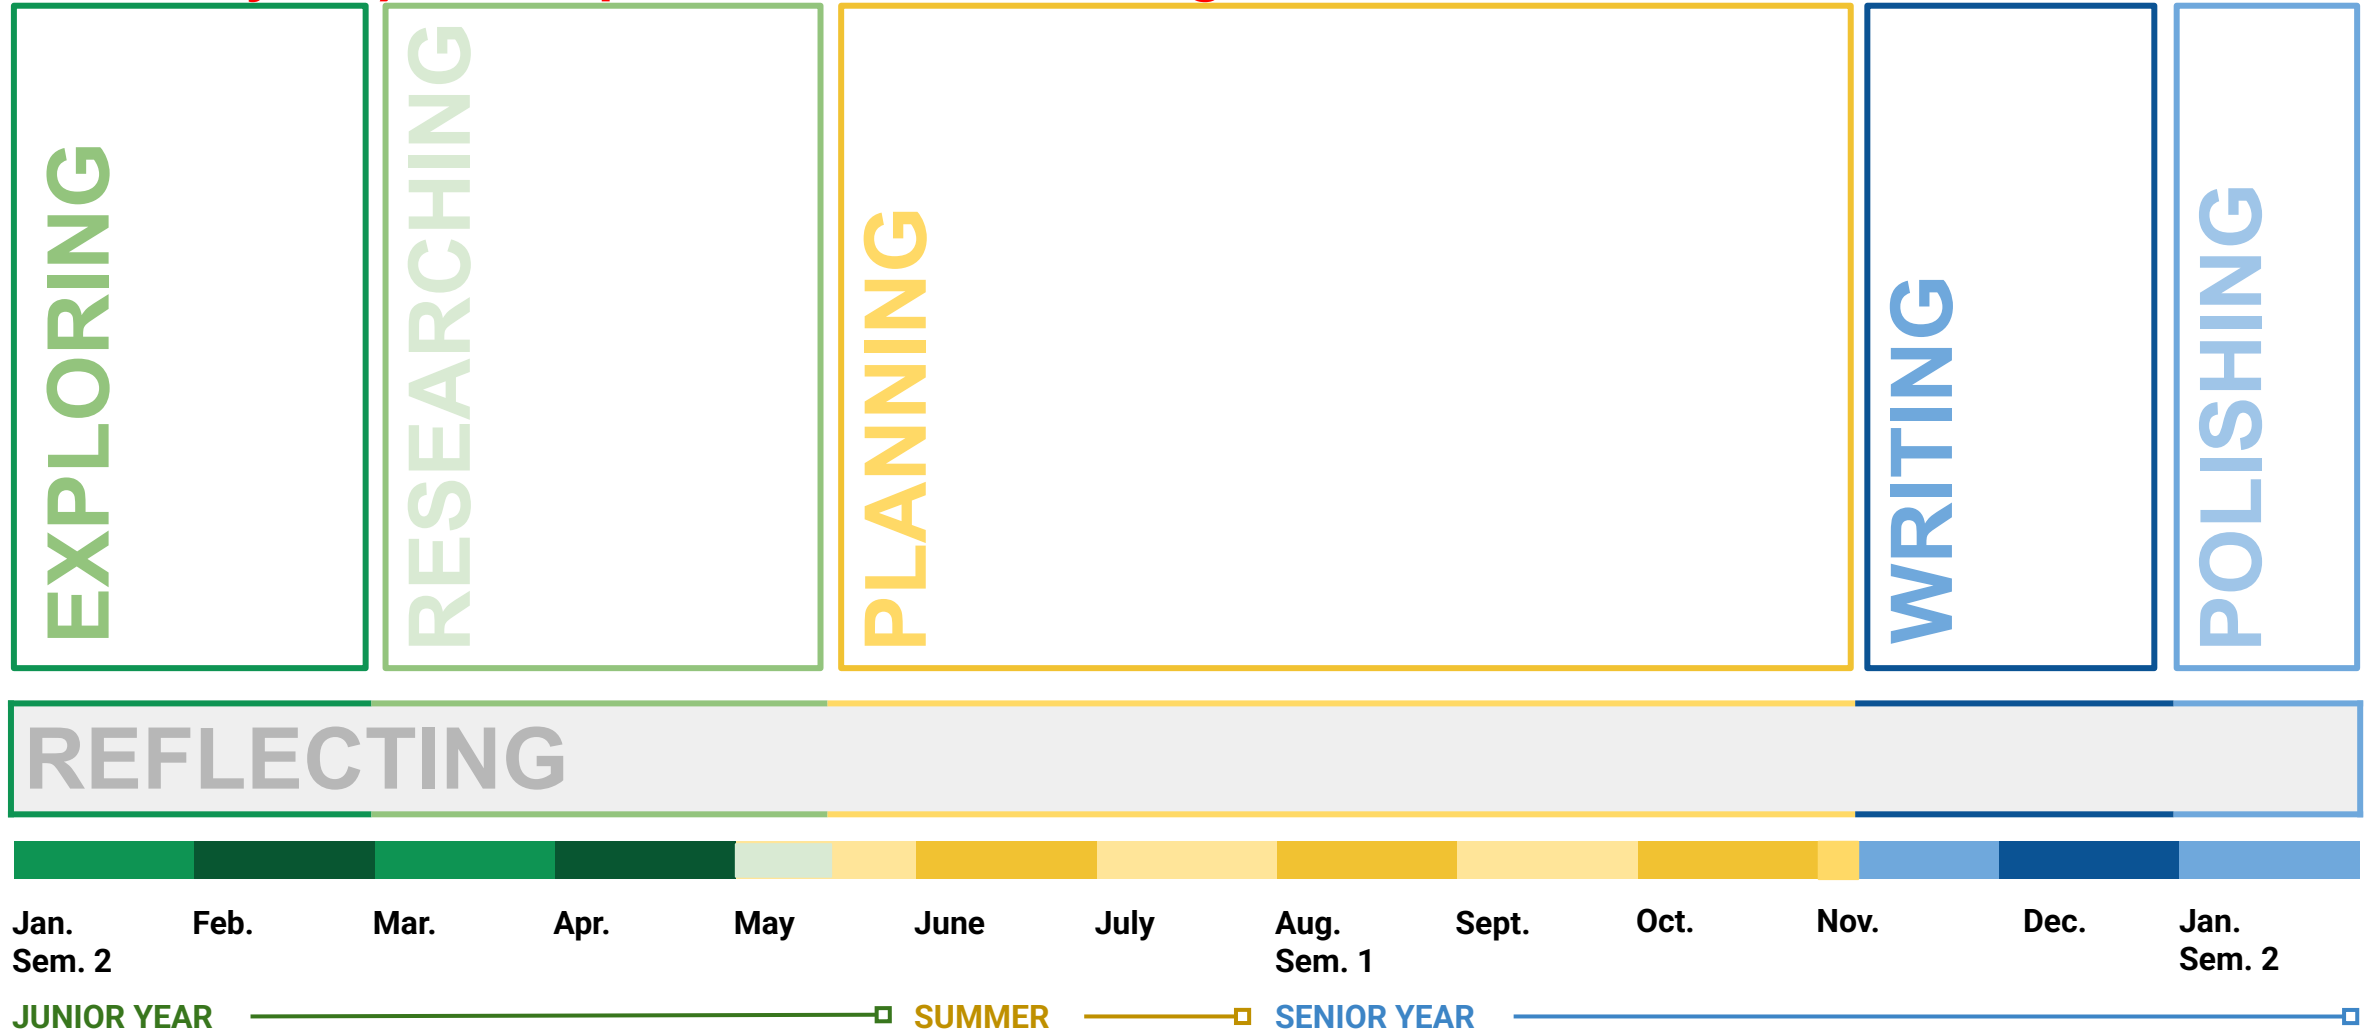 EXPLORING
RESEARCHING
PLANNING
WRITING
POLISHING
REFLECTING
Jan. Feb. Mar. Apr. May June July Aug. Sept. Oct. Nov. Dec. Jan.
Sem. 2 Sem. 1 Sem. 2
JUNIOR YEAR SUMMER SENIOR YEAR